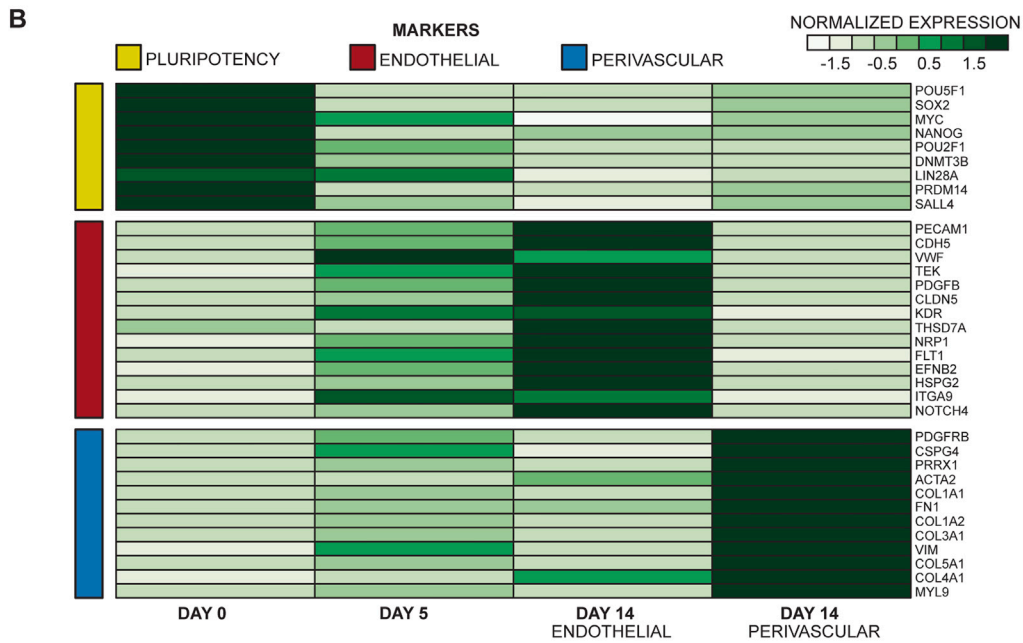 B
MARKERS
PLURIPOTENCY
ENDOTHELIAL
PERIVASCULAR
NORMALIZED EXPRESSION
-1.5 -0.5 0.5 1.5
POU5F1
SOX2
MYC
NANOG
POU2F1
DNMT3B
LIN28A
PRDM14
SALL4
PECAM1
CDH5
VWF
TEK
PDGFB
CLDN5
KDR
THSD7A
NRP1
FLT1
EFNB2
HSPG2
ITGA9
NOTCH4
PDGFRB
CSPG4
PRRX1
ACTA2
COL1A1
FN1
COL1A2
COL3A1
VIM
COL5A1
COL4A1
MYL9
DAY 0
DAY 5
DAY 14
ENDOTHELIAL
DAY 14
PERIVASCULAR